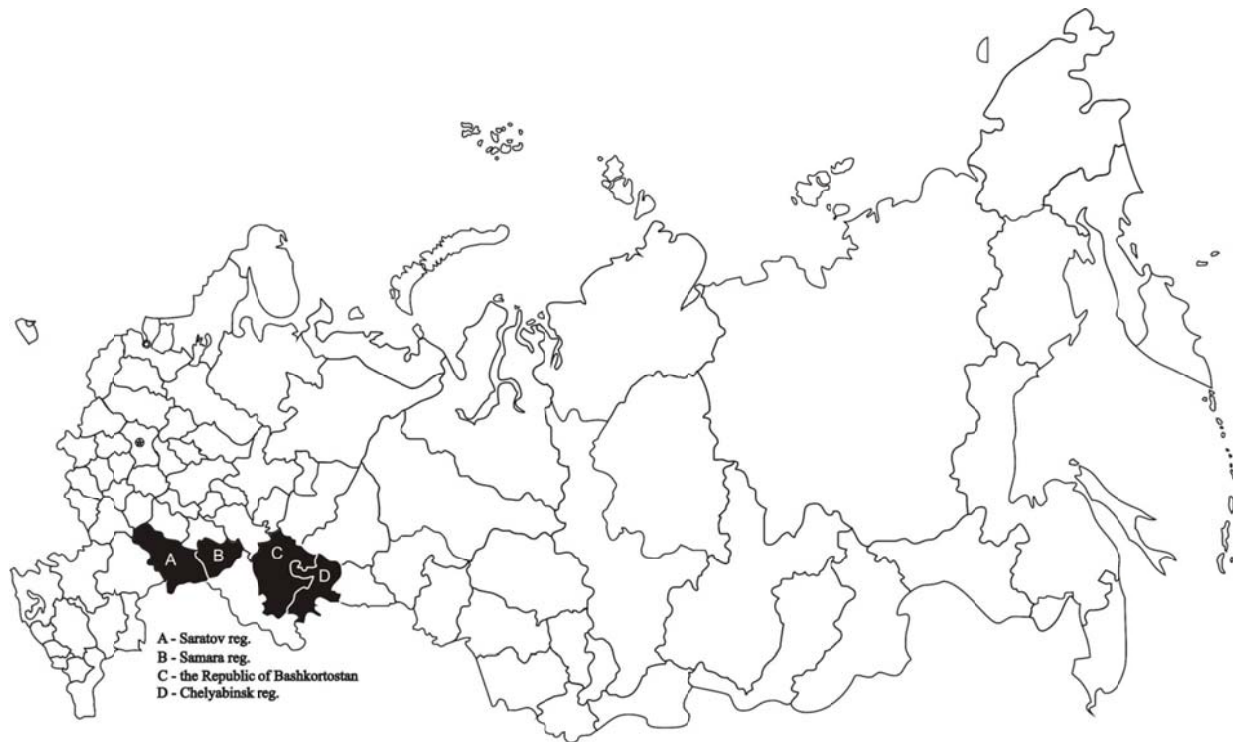 A
B
C
D
A - Saratov reg.
B - Samara reg.
C - the Republic of Bashkortostan
D - Chelyabinsk reg.